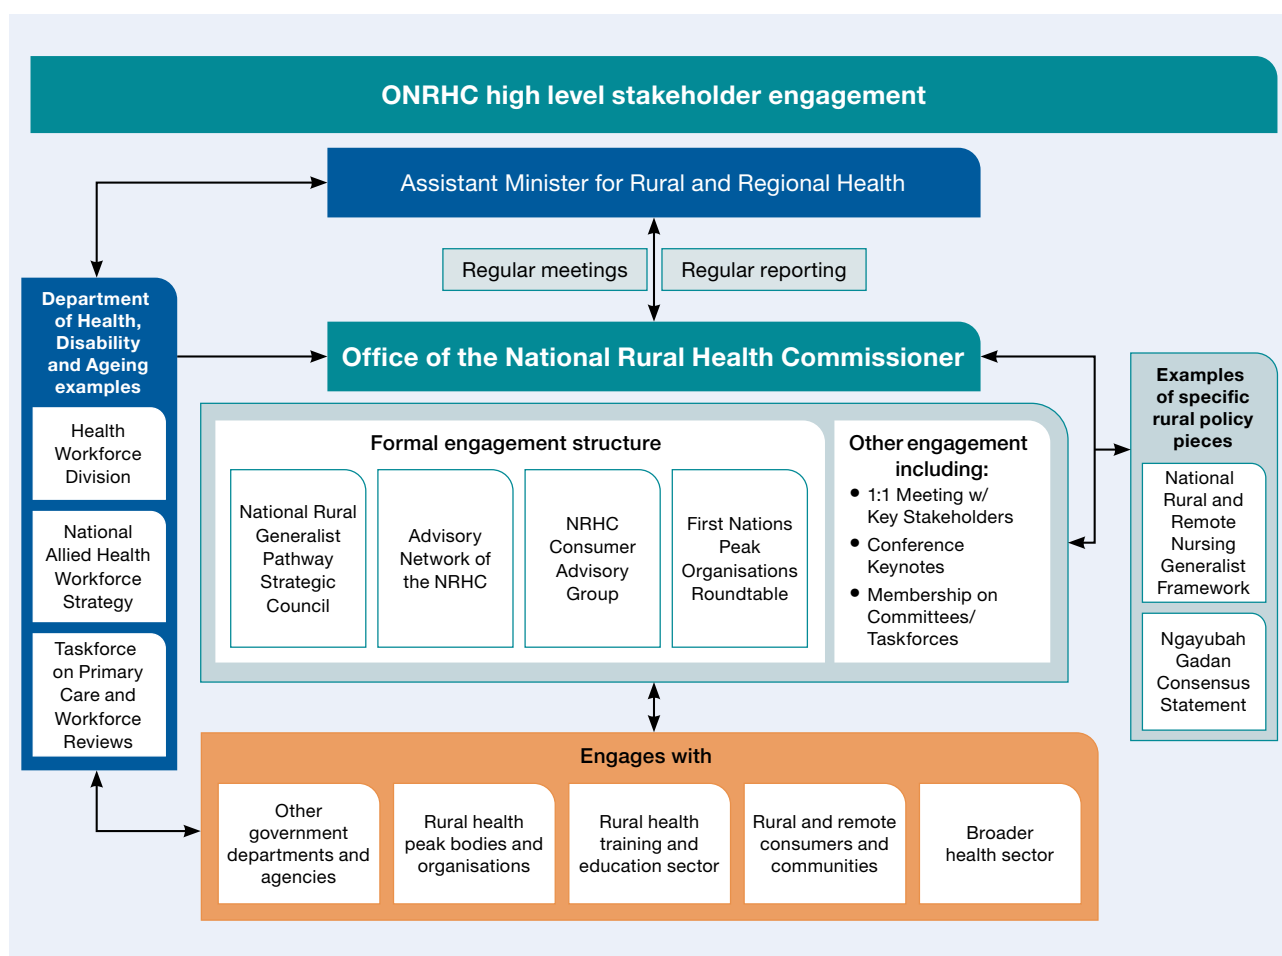 ONRHC high level stakeholder engagement
Assistant Minister for Rural and Regional Health
Regular meetings
Regular reporting
Department
of Health,
Disability
and Ageing
examples
Health
Workforce
Division
National
Allied Health
Workforce
Strategy
Taskforce
on Primary
Care and
Workforce
Reviews
Office of the National Rural Health Commissioner
Formal engagement structure
National Rural
Generalist
Pathway
Strategic
Council
Advisory
Network of
the NRHC
NRHC
Consumer
Advisory
Group
First Nations
Peak
Organisations
Roundtable
Other engagement
including:
• 1:1 Meeting w/
Key Stakeholders
• Conference
Keynotes
• Membership on
Committees/
Taskforces
Examples
of specific
rural policy
pieces
National
Rural and
Remote
Nursing
Generalist
Framework
Ngayubah
Gadan
Consensus
Statement
Engages with
Other
government
departments and
agencies
Rural health
peak bodies and
organisations
Rural health
training and
education sector
Rural and remote
consumers and
communities
Broader
health sector